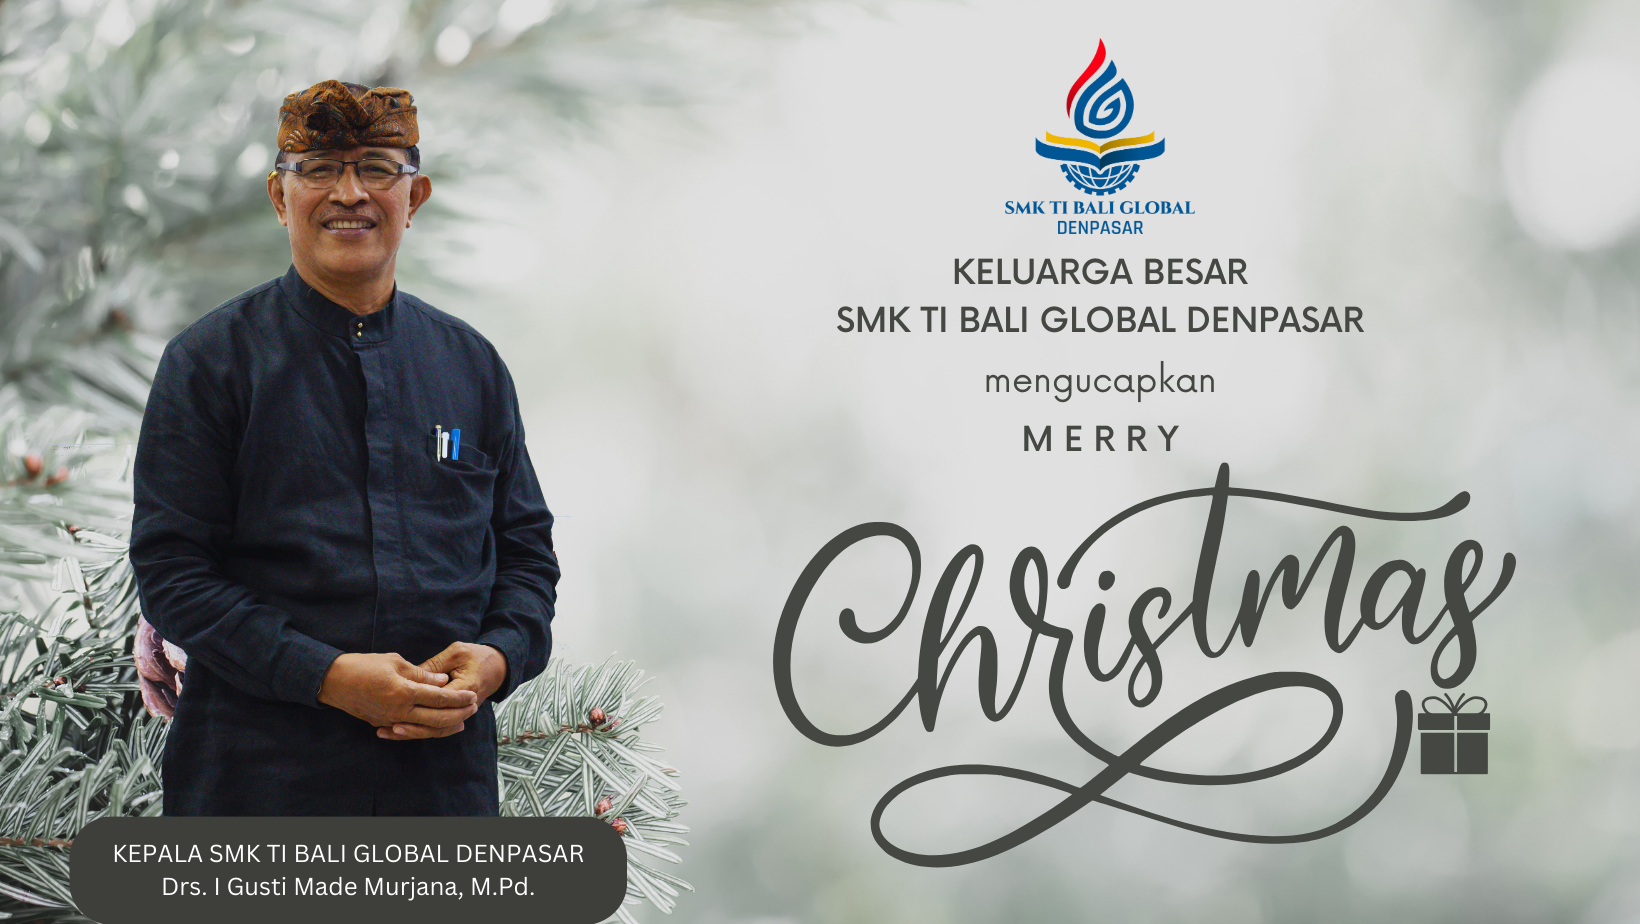 SMK TI BALI GLOBAL
DENPASAR
KELUARGA BESAR
SMK TI BALI GLOBAL DENPASAR
mengucapkan
MERRY
Christmas
KEPALA SMK TI BALI GLOBAL DENPASAR
Drs. I Gusti Made Murjana, M.Pd.